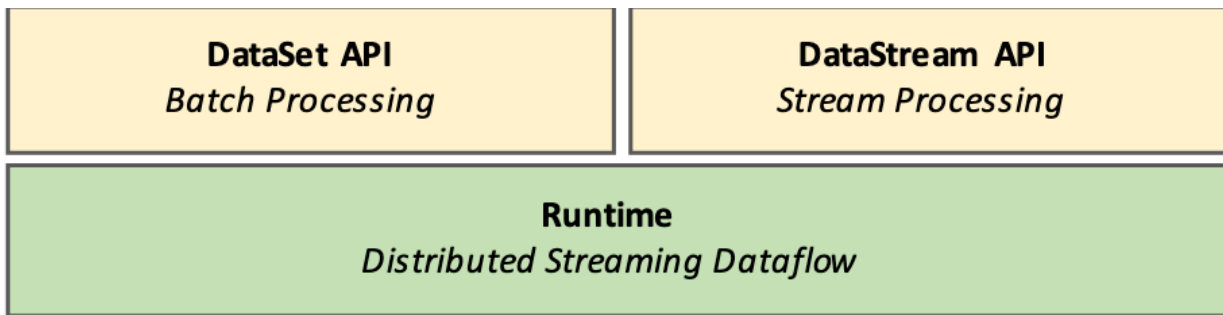 DataSet API
Batch Processing
DataStream API
Stream Processing
Runtime
Distributed Streaming Dataflow